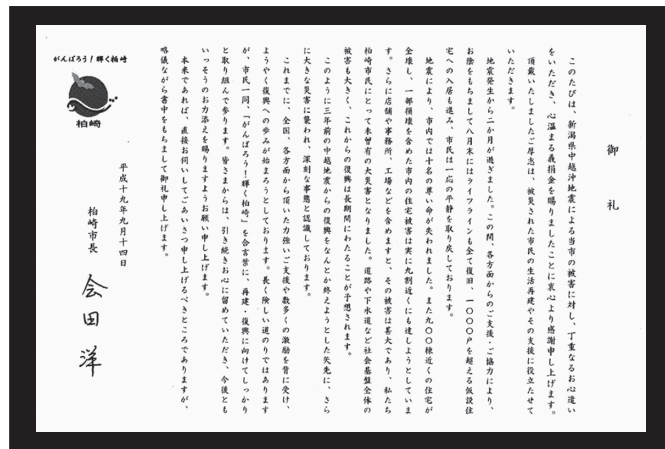 御　礼
このたびは、新潟県中越沖地震による当市の被害に対し、丁重なるお心遣い
をいただき、心温まる義捐金を賜りましたことに衷心より感謝申し上げます。
頂戴いたしましたご厚志は、被災された市民の生活再建やその支援に役立たせて
いただきます。
地震発生から二か月が過ぎました。この間、各方面からのご支援・ご協力により、
お陰をもちまして八月末にはライフラインも全て復旧、一〇〇〇戸を超える仮設住
宅への入居も進み、市民は一応の平静を取り戻しております。
地震により、市内では十名の尊い命が失われました。また九〇〇棟近くの住宅が
全壊し、一部損壊を含めた市内の住宅被害は実に九割近くにも達しようとしていま
す。さらに店舗や事務所、工場などを含めますと、その被害は甚大であり、私たち
柏崎市民にとって未曾有の大災害となりました。道路や下水道など社会基盤全体の
被害も大きく、これからの復興は長期間にわたることが予想されます。
このように三年前の中越地震からの復興をなんとか終えようとした矢先に、さら
に大きな災害に襲われ、深刻な事態と認識しております。
これまでに、全国、各方面から頂いた力強いご支援や数多くの激励を背に受け、
ようやく復興への歩みが始まろうとしております。長く険しい道のりではあります
が、市民一同、「がんばろう！輝く柏崎」を合言葉に、再建・復興に向けてしっかり
と取り組んで参ります。皆さまからは、引き続きお心に留めていただき、今後とも
いっそうのお力添えを賜りますようお願い申し上げます。
本来であれば、直接お伺いしてごあいさつ申し上げるべきところでありますが、
略儀ながら書中をもちまして御礼申し上げます。
平成十九年九月十四日
柏崎市長　会田洋
がんばろう！輝く柏崎
柏崎